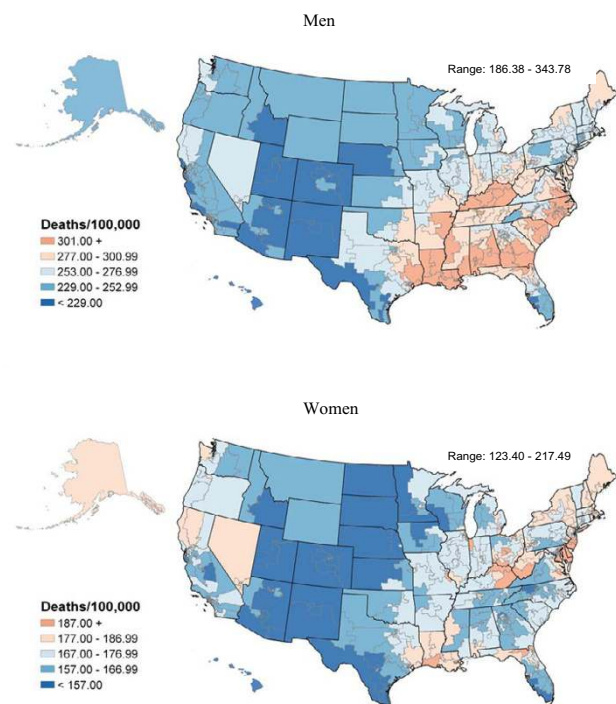 Men
Range: 186.38 - 343.78
Deaths/100,000
301.00 +
277.00 - 300.99
253.00 - 276.99
229.00 - 252.99
< 229.00
Women
Range: 123.40 - 217.49
Deaths/100,000
187.00 +
177.00 - 186.99
167.00 - 176.99
157.00 - 166.99
< 157.00